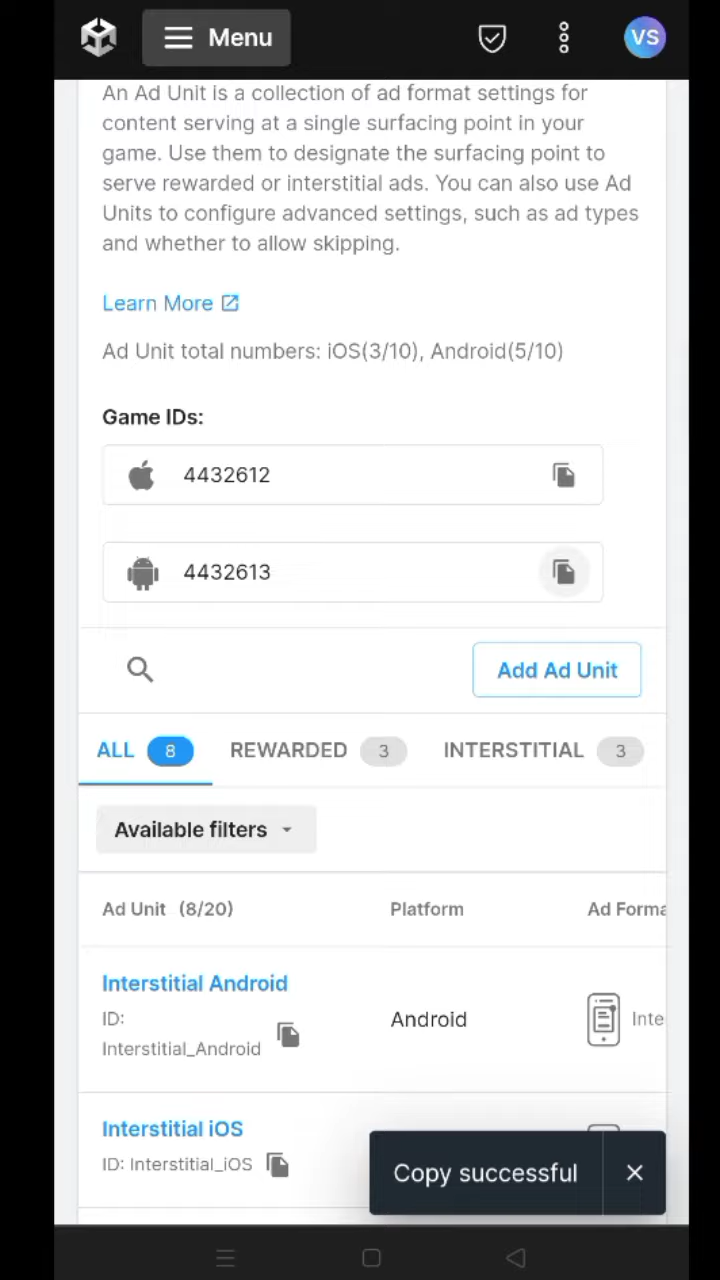 Menu
VS
An Ad Unit is a collection of ad format settings for
content serving at a single surfacing point in your
game. Use them to designate the surfacing point to
serve rewarded or interstitial ads. You can also use Ad
Units to configure advanced settings, such as ad types
and whether to allow skipping.
Learn More
Ad Unit total numbers: iOS(3/10), Android(5/10)
Game IDs:
4432612
4432613
Add Ad Unit
ALL 8 REWARDED 3 INTERSTITIAL 3
Available filters
Ad Unit (8/20) Platform Ad Forma
Interstitial Android
ID:
Interstitial_Android
Android
Inte
Interstitial iOS
ID: Interstitial_iOS
Copy successful